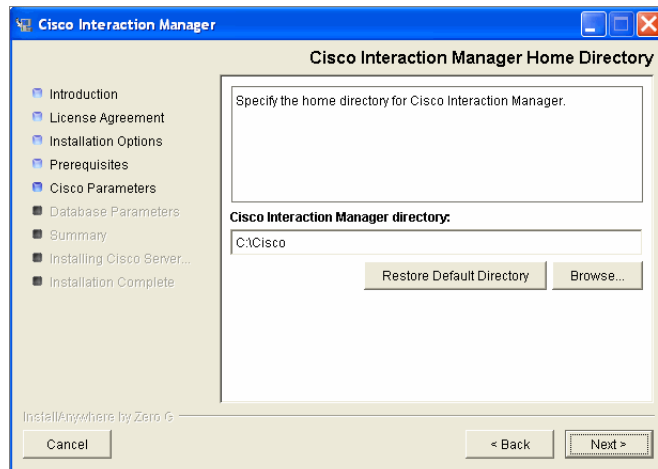 Cisco Interaction Manager
Cisco Interaction Manager Home Directory
Introduction
License Agreement
Installation Options
Prerequisites
Cisco Parameters
Database Parameters
Summary
Installing Cisco Server...
Installation Complete
Specify the home directory for Cisco Interaction Manager.
Cisco Interaction Manager directory:
C:\Cisco
Restore Default Directory
Browse...
InstallAnywhere by Zero G
Cancel
< Back
Next >